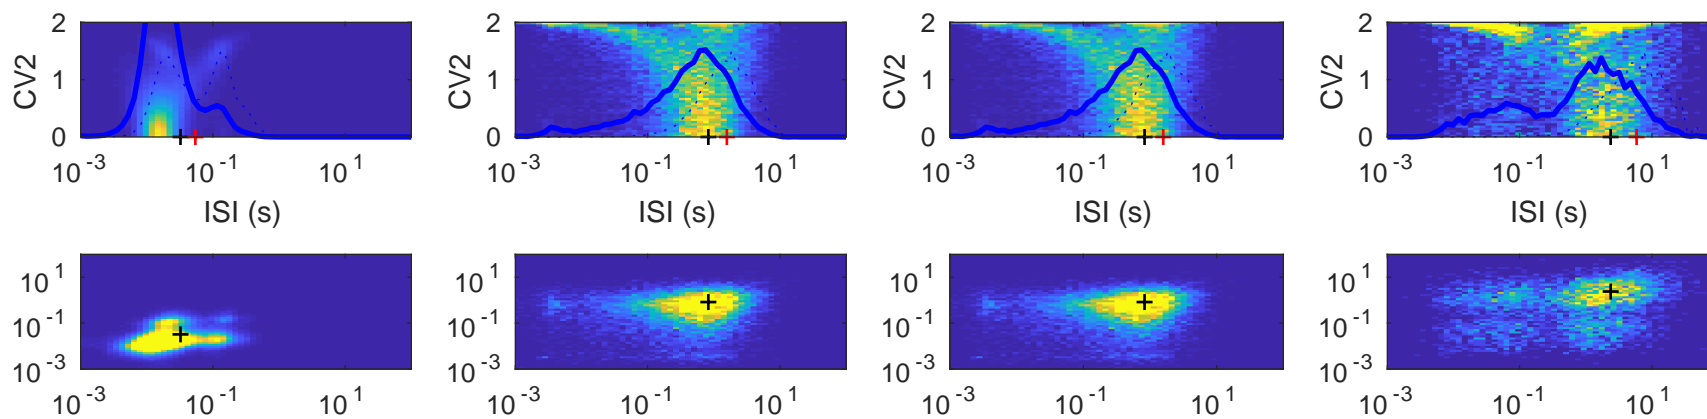 2 2 2 2
CV2 CV2 CV2 CV2
1 1 1 1
0 0 0 0
10^-3 10^-1 10^1 10^-3 10^-1 10^1 10^-3 10^-1 10^1 10^-3 10^-1 10^1
ISI (s) ISI (s) ISI (s) ISI (s)
10^1 10^1 10^1 10^1
10^-1 10^-1 10^-1 10^-1
10^-3 10^-3 10^-3 10^-3
10^-3 10^-1 10^1 10^-3 10^-1 10^1 10^-3 10^-1 10^1 10^-3 10^-1 10^1